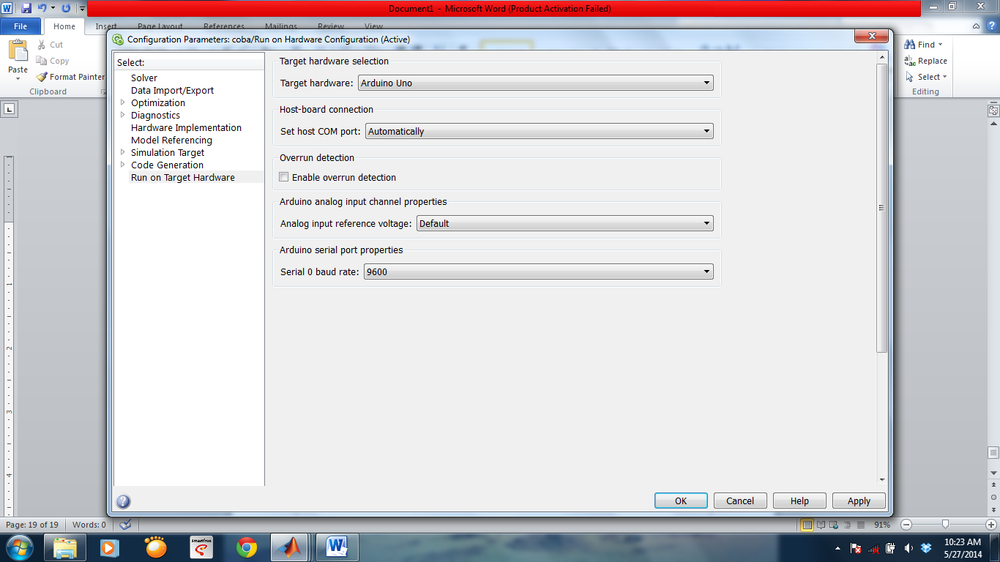 Document1 - Microsoft Word (Product Activation Failed)
File Home Insert Page Layout References Mailings Review View
Configuration Parameters: coba/Run on Hardware Configuration (Active)
Paste
Cut
Copy
Format Painter
Clipboard
Find
Replace
Select
Editing
Select:
Solver
Data Import/Export
Optimization
Diagnostics
Hardware Implementation
Model Referencing
Simulation Target
Code Generation
Run on Target Hardware
Target hardware selection
Target hardware: Arduino Uno
Host-board connection
Set host COM port: Automatically
Overrun detection
Enable overrun detection
Arduino analog input channel properties
Analog input reference voltage: Default
Arduino serial port properties
Serial 0 baud rate: 9600
1
2
3
4
OK Cancel Help Apply
Page: 19 of 19 Words: 0 91%
smartfren
10:23 AM
5/27/2014